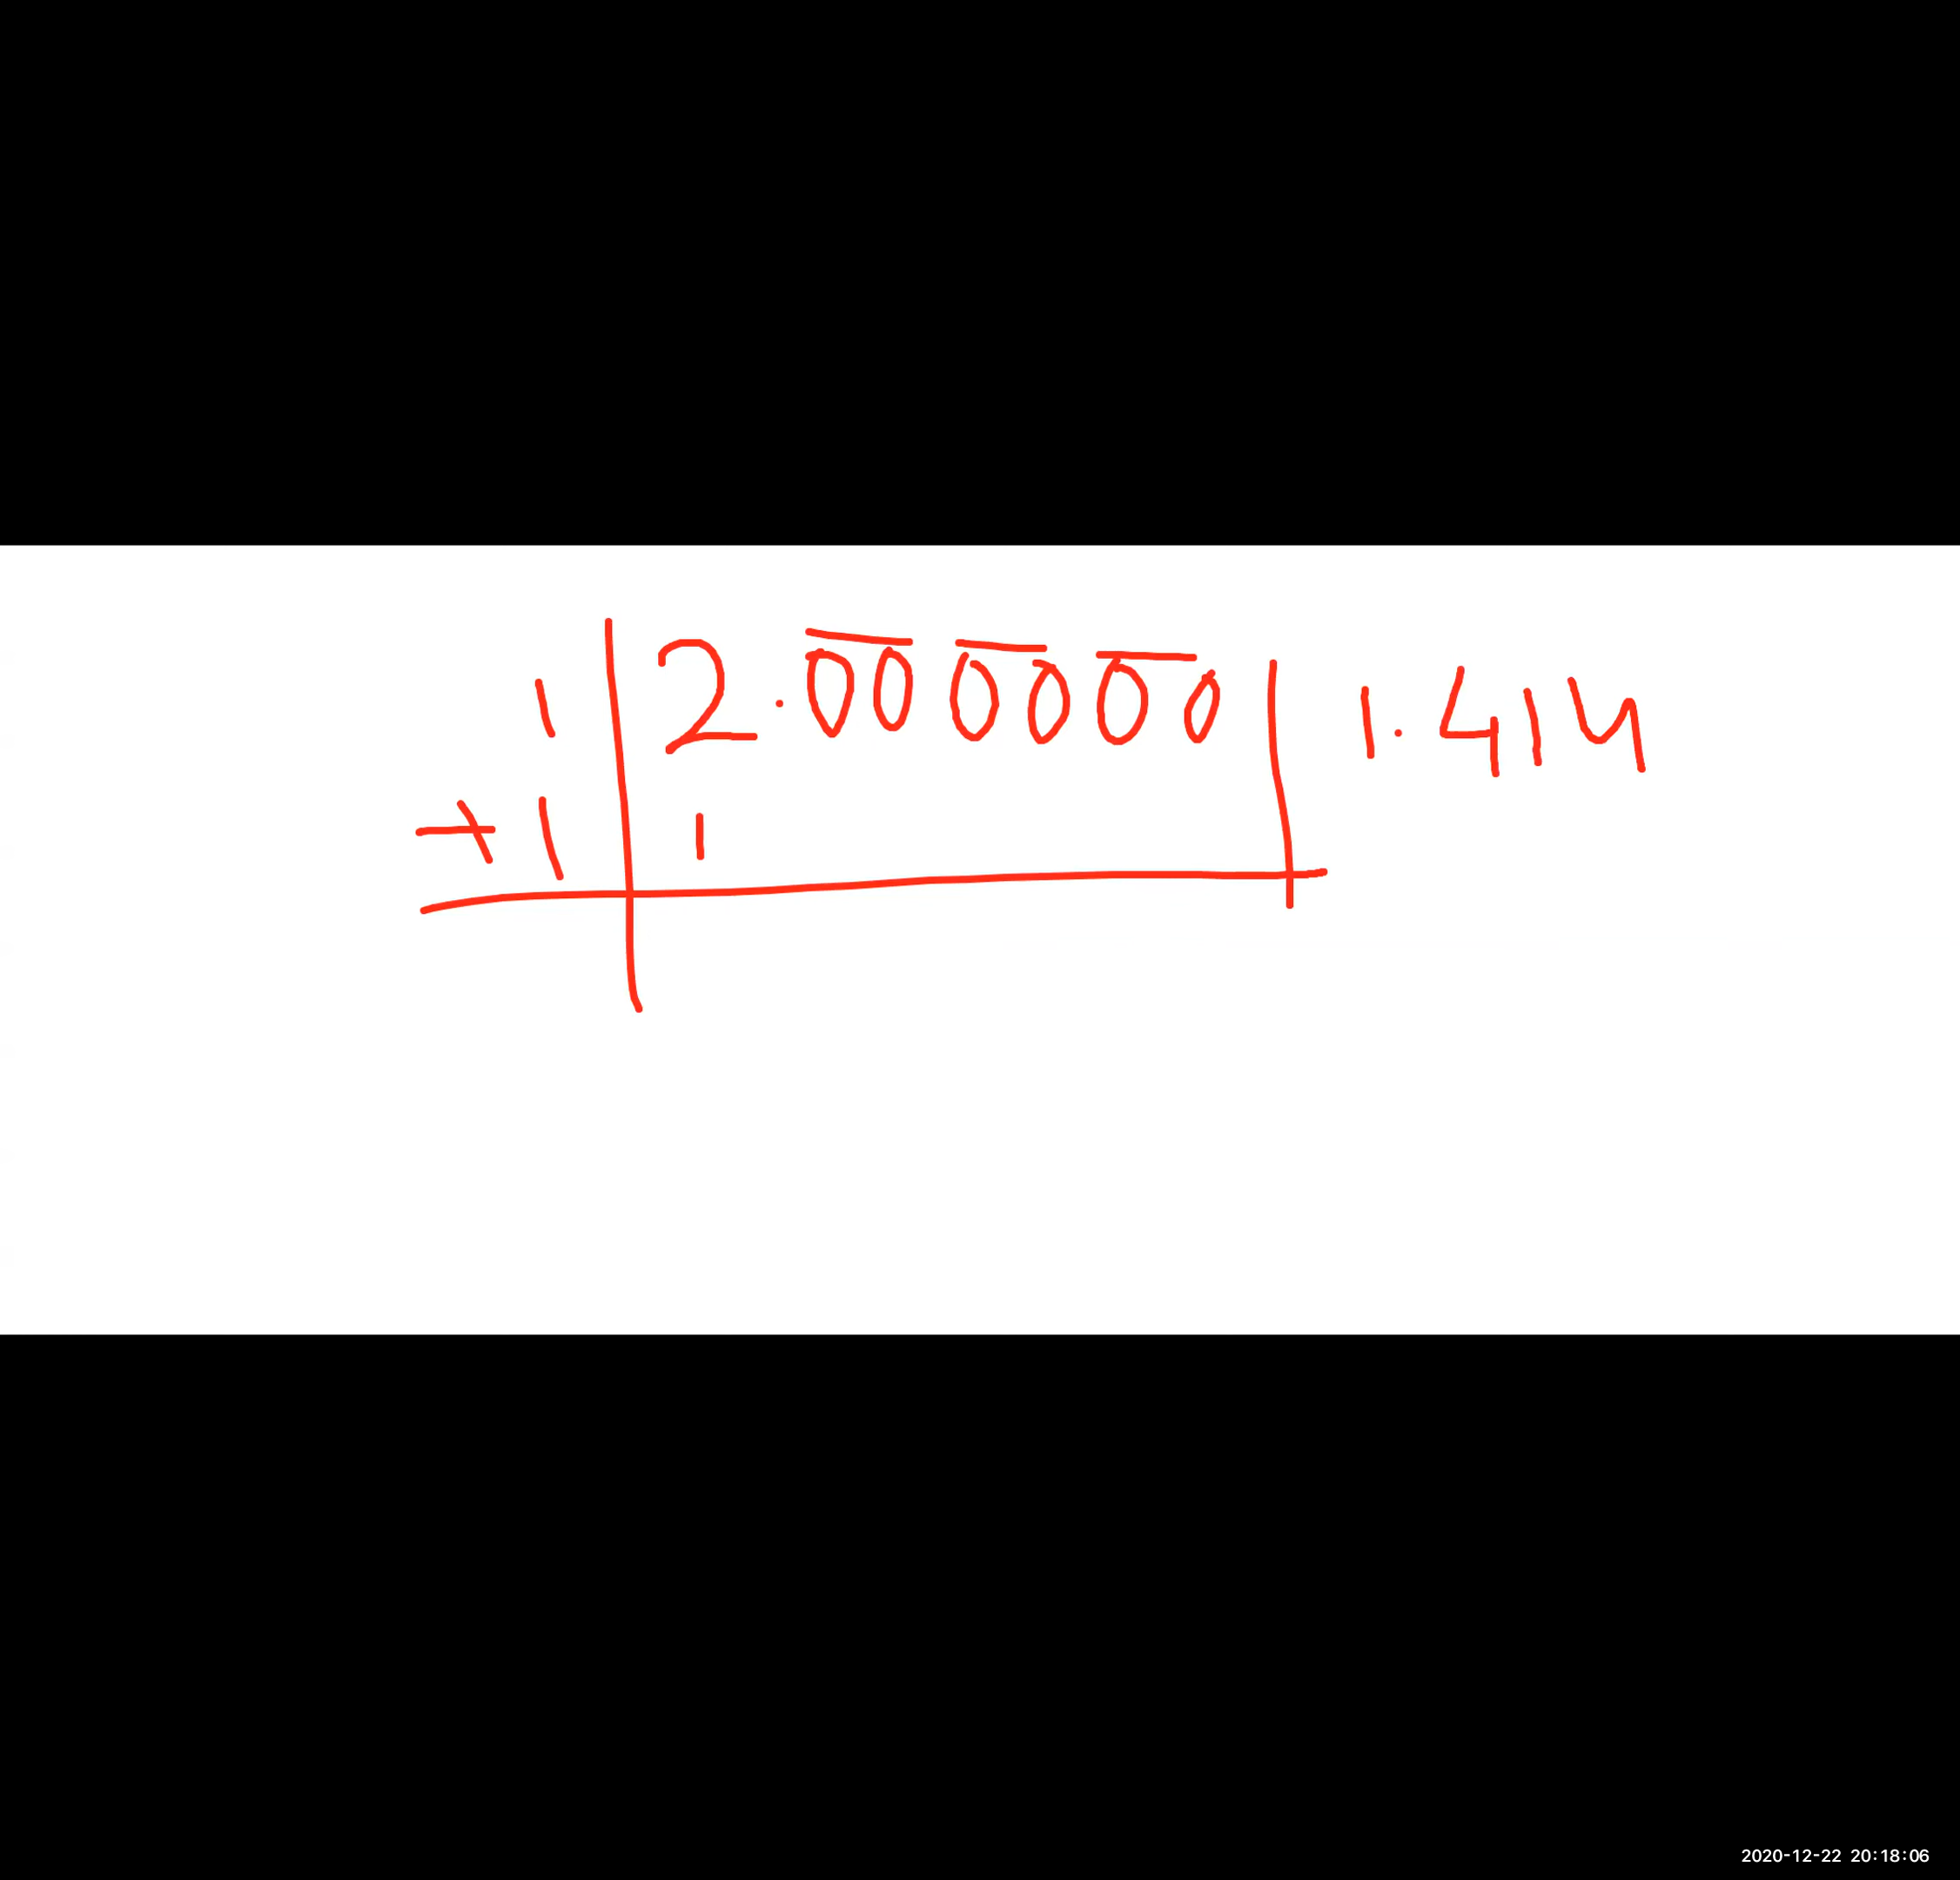 1 | 2.000000 | 1.414
+ 1 | 1
2020-12-22 20:18:06